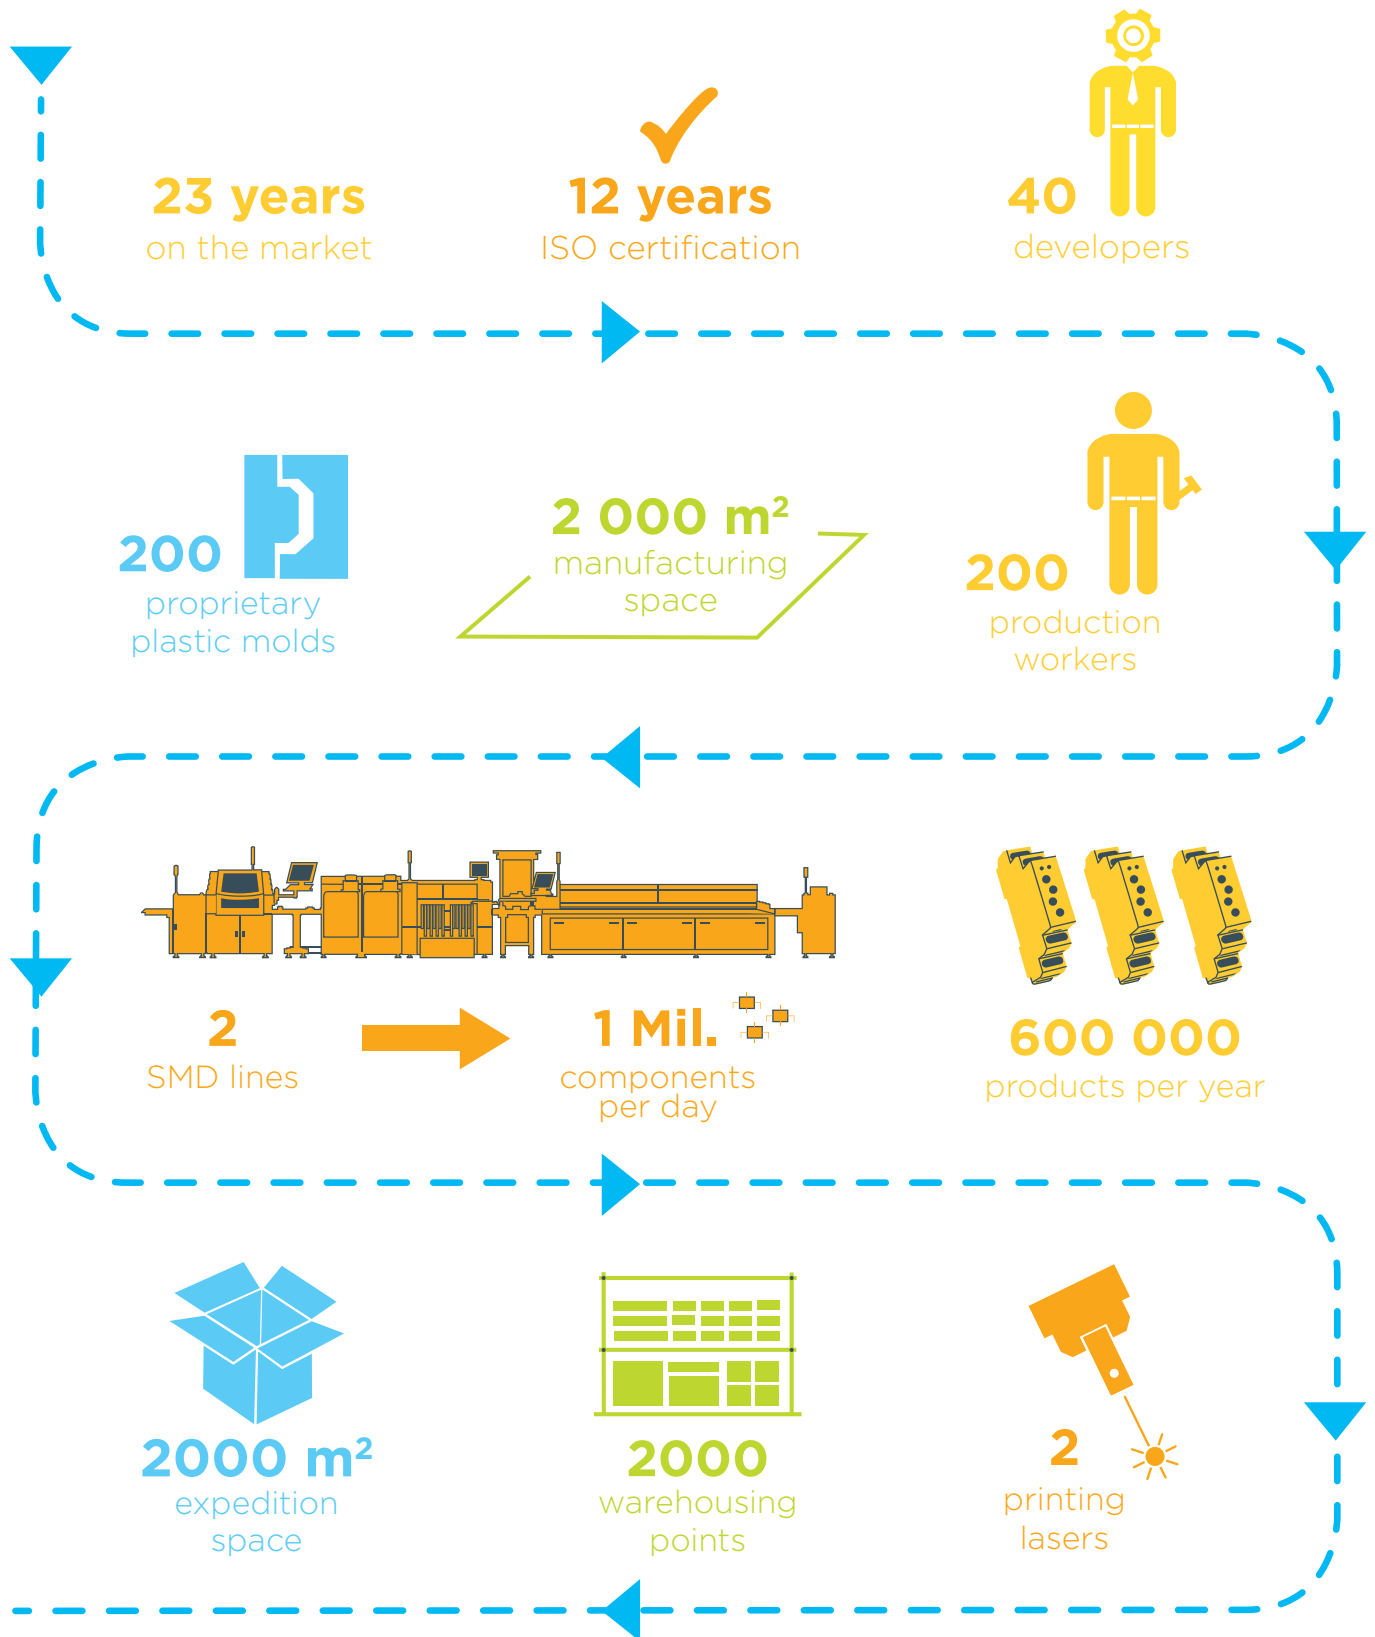 23 years
on the market
12 years
ISO certification
40
developers
200
proprietary
plastic molds
2 000 m²
manufacturing
space
200
production
workers
2
SMD lines
1 Mil.
components
per day
600 000
products per year
2000 m²
expedition
space
2000
warehousing
points
2
printing
lasers